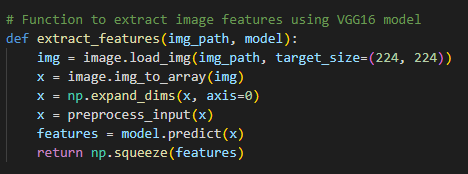 # Function to extract image features using VGG16 model
def extract_features(img_path, model):
    img = image.load_img(img_path, target_size=(224, 224))
    x = image.img_to_array(img)
    x = np.expand_dims(x, axis=0)
    x = preprocess_input(x)
    features = model.predict(x)
    return np.squeeze(features)